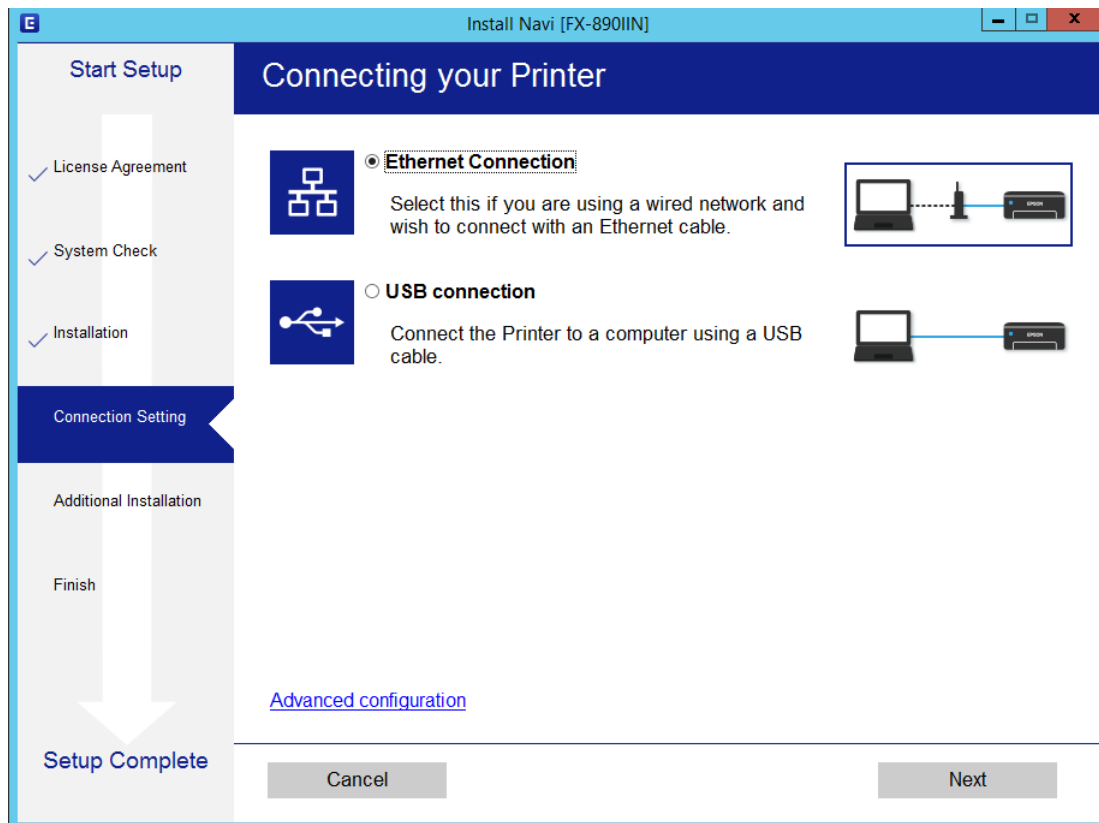 Install Navi [FX-890IIN]
Start Setup
License Agreement
System Check
Installation
Connection Setting
Additional Installation
Finish
Setup Complete
Connecting your Printer
Ethernet Connection
Select this if you are using a wired network and
wish to connect with an Ethernet cable.
EPSON
USB connection
Connect the Printer to a computer using a USB
cable.
EPSON
Advanced configuration
Cancel
Next